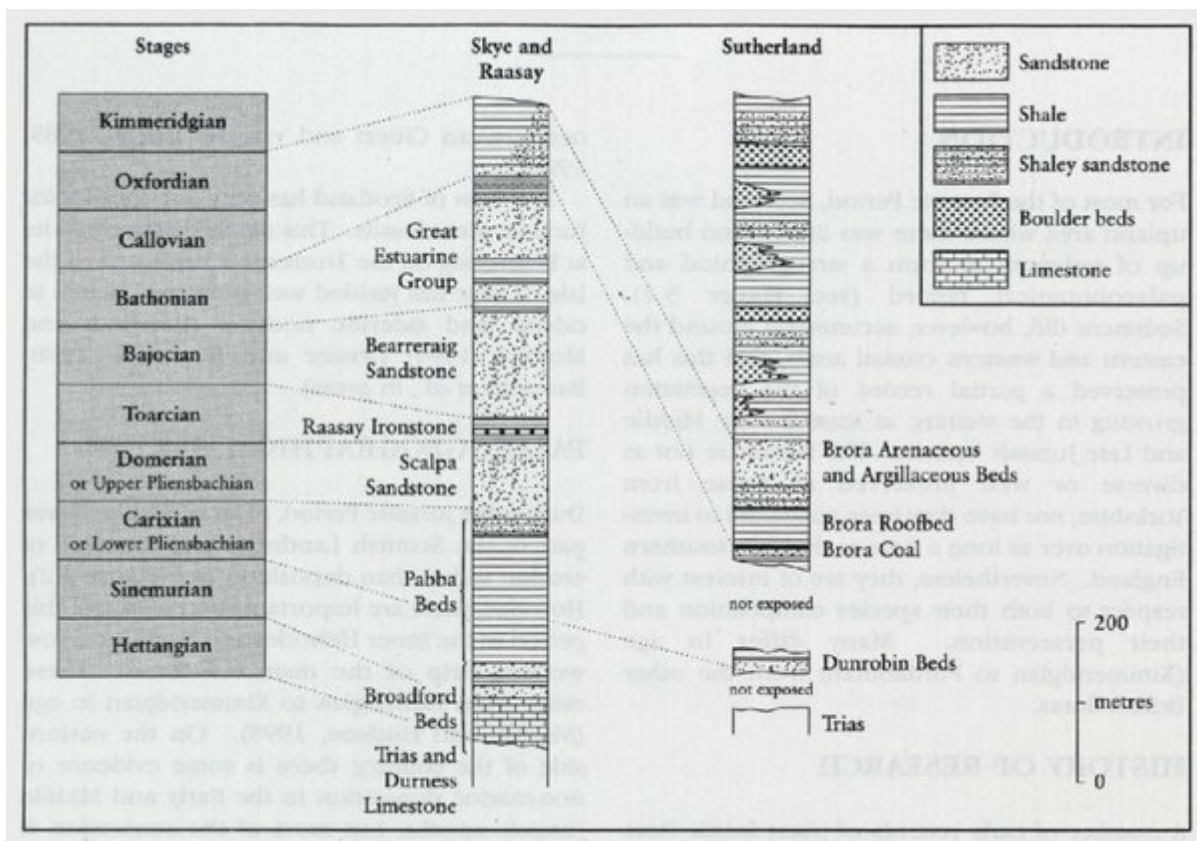 Stages
Kimmeridgian
Oxfordian
Callovian
Bathonian
Bajocian
Toarcian
Domerian
or Upper Pliensbachian
Carixian
or Lower Pliensbachian
Sinemurian
Hettangian
Skye and
Raasay
Great
Estuarine
Group
Bearreraig
Sandstone
Raasay Ironstone
Scalpa
Sandstone
Pabba
Beds
Broadford
Beds
Trias and
Durness
Limestone
Sutherland
Brora Arenaceous
and Argillaceous Beds
Brora Roofbed
Brora Coal
not exposed
Dunrobin Beds
not exposed
Trias
Sandstone
Shale
Shaley sandstone
Boulder beds
Limestone
200
metres
0